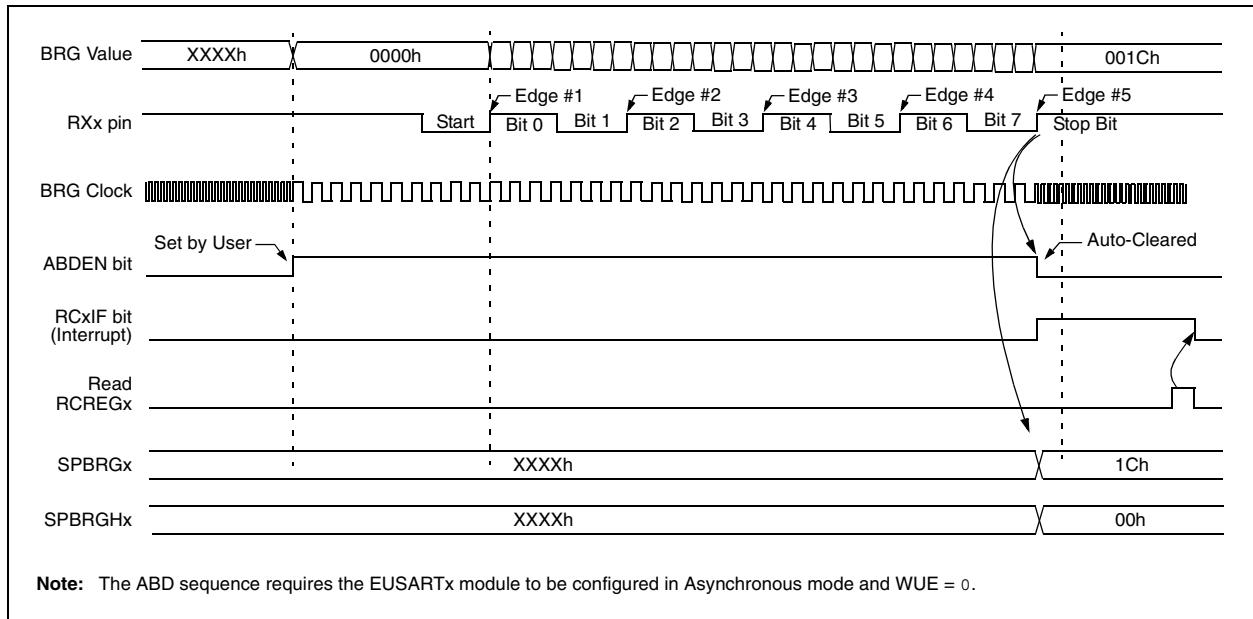 BRG Value XXXXh 0000h 001Ch
Edge #1 Edge #2 Edge #3 Edge #4 Edge #5
RXx pin Start Bit 0 Bit 1 Bit 2 Bit 3 Bit 4 Bit 5 Bit 6 Bit 7 Stop Bit
BRG Clock
Set by User Auto-Cleared
ABDEN bit
RCxIF bit
(Interrupt)
Read
RCREGx
SPBRGx XXXXh 1Ch
SPBRGHx XXXXh 00h
Note: The ABD sequence requires the EUSARTx module to be configured in Asynchronous mode and WUE = 0.